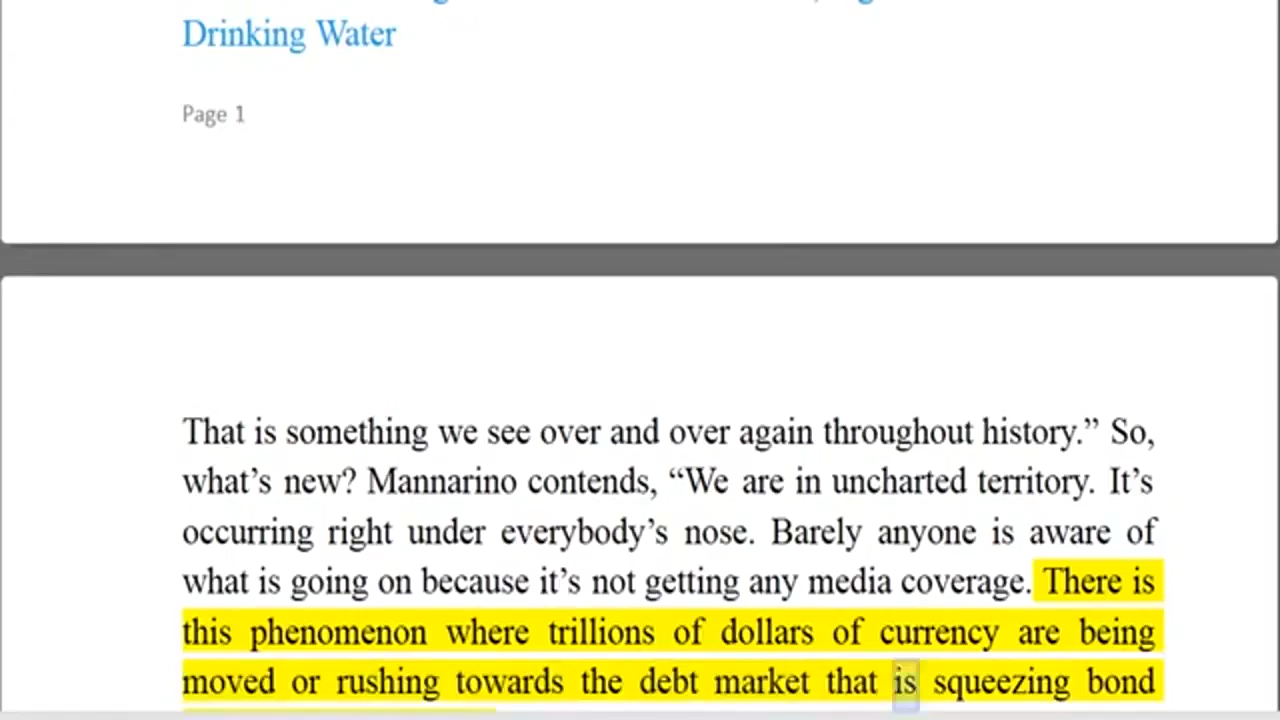 Drinking Water
Page 1
That is something we see over and over again throughout history.” So,
what’s new? Mannarino contends, “We are in uncharted territory. It’s
occurring right under everybody’s nose. Barely anyone is aware of
what is going on because it’s not getting any media coverage. There is
this phenomenon where trillions of dollars of currency are being
moved or rushing towards the debt market that is squeezing bond